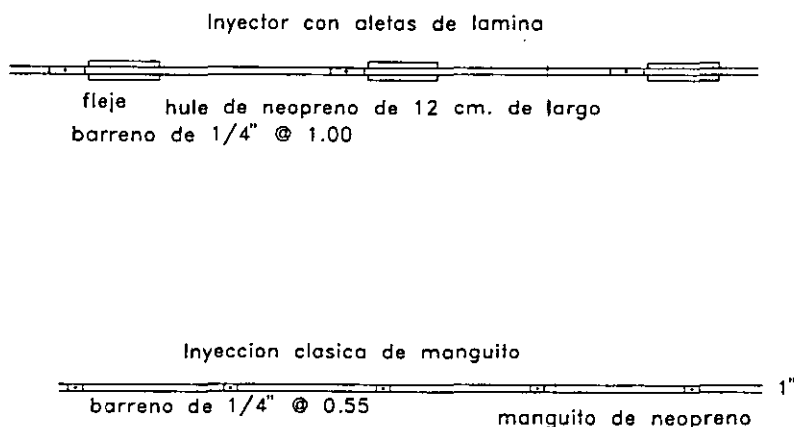 Inyector con aletas de lamina
fleje hule de neopreno de 12 cm. de largo
barreno de 1/4" @ 1.00
Inyeccion clasica de manguito
1"
barreno de 1/4" @ 0.55
manguito de neopreno